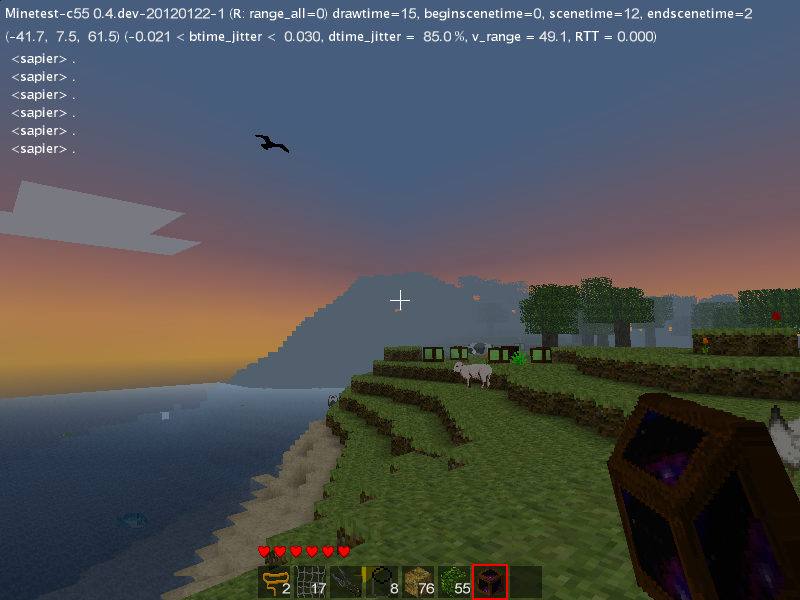 Minetest-c55 0.4.dev-20120122-1 (R: range_all=0) drawtime=15, beginscenetime=0, scenetime=12, endscenetime=2
(-41.7, 7.5, 61.5) (-0.021 < btime_jitter < 0.030, dtime_jitter = 85.0 %, v_range = 49.1, RTT = 0.000)
<sapier> .
<sapier> .
<sapier> .
<sapier> .
<sapier> .
<sapier> .
2 17 8 76 55